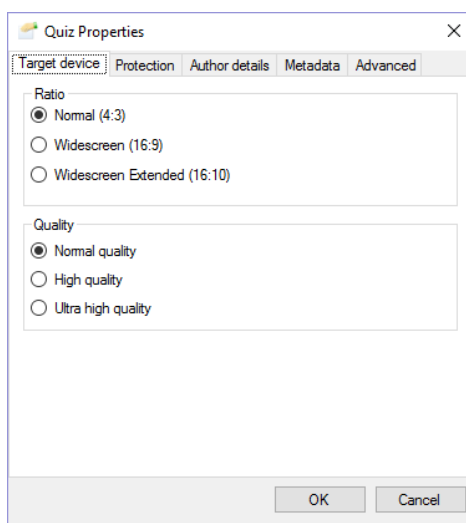 Quiz Properties
Target device Protection Author details Metadata Advanced
Ratio
Normal (4:3)
Widescreen (16:9)
Widescreen Extended (16:10)
Quality
Normal quality
High quality
Ultra high quality
OK Cancel